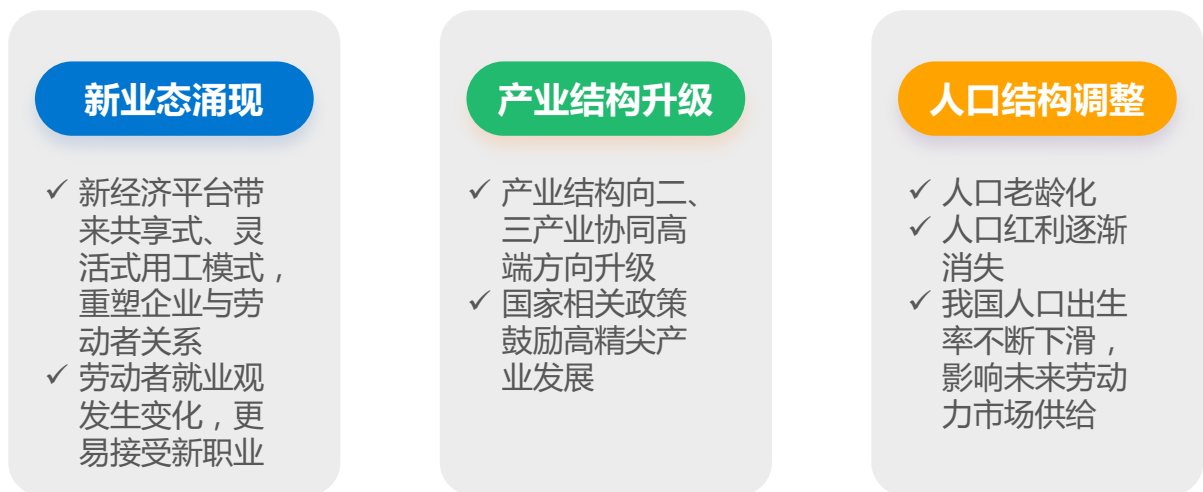 新业态涌现
✓ 新经济平台带
来共享式、灵
活式用工模式，
重塑企业与劳
动者关系
✓ 劳动者就业观
发生变化，更
易接受新职业
产业结构升级
✓ 产业结构向二、
三产业协同高
端方向升级
✓ 国家相关政策
鼓励高精尖产
业发展
人口结构调整
✓ 人口老龄化
✓ 人口红利逐渐
消失
✓ 我国人口出生
率不断下滑，
影响未来劳动
力市场供给